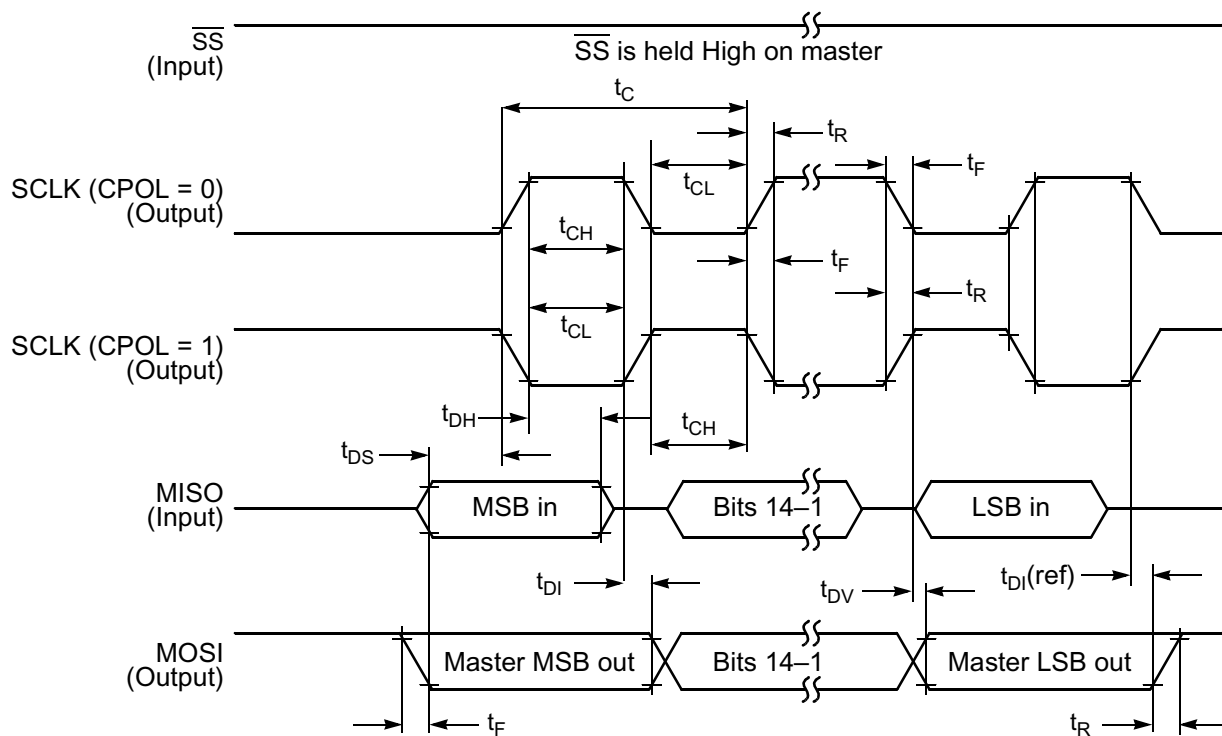 SS
(Input)
SS is held High on master
tC
tR
tF
SCLK (CPOL = 0)
(Output)
tCL
tCH
tF
tR
tCL
SCLK (CPOL = 1)
(Output)
tDH
tCH
tDS
MISO
(Input)
MSB in
Bits 14–1
LSB in
tDI
tDV
tDI(ref)
MOSI
(Output)
Master MSB out
Bits 14–1
Master LSB out
tF
tR